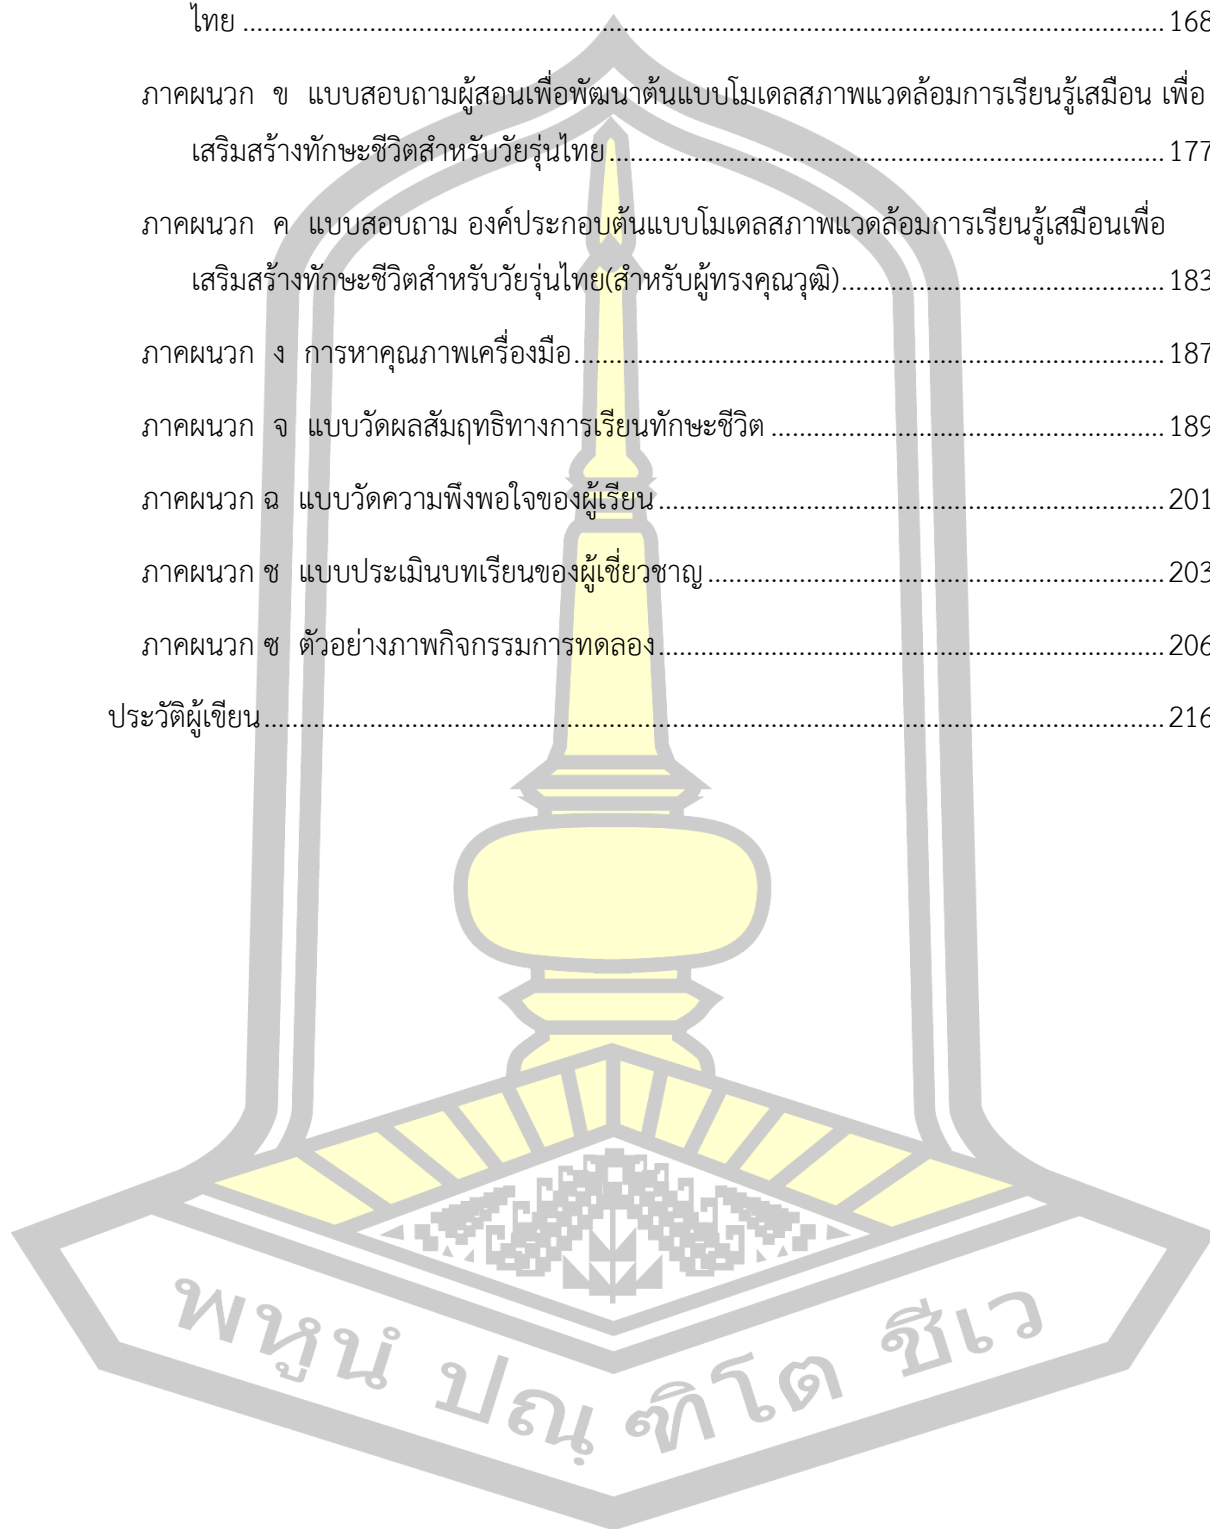 ไทย ........................................................................................................................ 168
ภาคผนวก ข แบบสอบถามผู้สอนเพื่อพัฒนาต้นแบบโมเดลสภาพแวดล้อมการเรียนรู้เสมือน เพื่อ
เสริมสร้างทักษะชีวิตสำหรับวัยรุ่นไทย........................................................................ 177
ภาคผนวก ค แบบสอบถาม องค์ประกอบต้นแบบโมเดลสภาพแวดล้อมการเรียนรู้เสมือนเพื่อ
เสริมสร้างทักษะชีวิตสำหรับวัยรุ่นไทย(สำหรับผู้ทรงคุณวุฒิ).......................................... 183
ภาคผนวก ง การหาคุณภาพเครื่องมือ............................................................................. 187
ภาคผนวก จ แบบวัดผลสัมฤทธิทางการเรียนทักษะชีวิต ................................................... 189
ภาคผนวก ฉ แบบวัดความพึงพอใจของผู้เรียน ................................................................. 201
ภาคผนวก ช แบบประเมินบทเรียนของผู้เชี่ยวชาญ ........................................................... 203
ภาคผนวก ซ ตัวอย่างภาพกิจกรรมการทดลอง ................................................................. 206
ประวัติผู้เขียน..................................................................................................................... 216
พหูนํ ปณฺฑิโต ชีเว